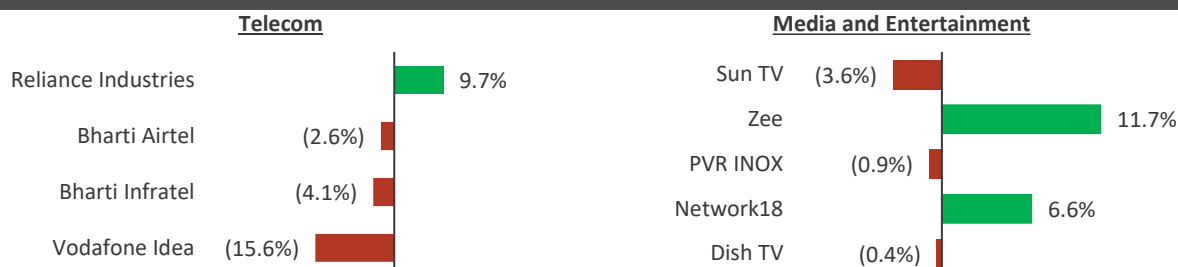 Telecom
Reliance Industries 9.7%
Bharti Airtel (2.6%)
Bharti Infratel (4.1%)
Vodafone Idea (15.6%)
Media and Entertainment
Sun TV (3.6%)
Zee 11.7%
PVR INOX (0.9%)
Network18 6.6%
Dish TV (0.4%)